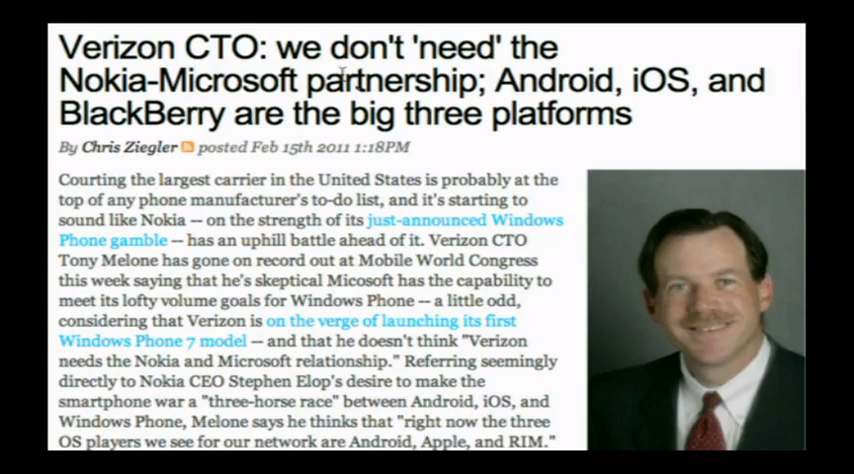 Verizon CTO: we don't 'need' the
Nokia-Microsoft partnership; Android, iOS, and
BlackBerry are the big three platforms
By Chris Ziegler posted Feb 15th 2011 1:18PM
Courting the largest carrier in the United States is probably at the
top of any phone manufacturer's to-do list, and it's starting to
sound like Nokia -- on the strength of its just-announced Windows
Phone gamble -- has an uphill battle ahead of it. Verizon CTO
Tony Melone has gone on record out at Mobile World Congress
this week saying that he's skeptical Micosoft has the capability to
meet its lofty volume goals for Windows Phone -- a little odd,
considering that Verizon is on the verge of launching its first
Windows Phone 7 model -- and that he doesn't think "Verizon
needs the Nokia and Microsoft relationship." Referring seemingly
directly to Nokia CEO Stephen Elop's desire to make the
smartphone war a "three-horse race" between Android, iOS, and
Windows Phone, Melone says he thinks that "right now the three
OS players we see for our network are Android, Apple, and RIM."